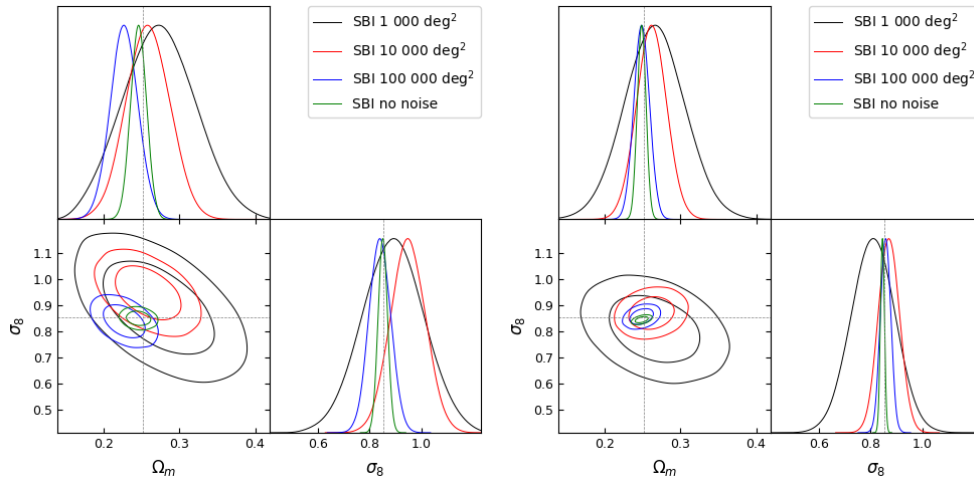 SBI 1 000 deg²
SBI 10 000 deg²
SBI 100 000 deg²
SBI no noise
SBI 1 000 deg²
SBI 10 000 deg²
SBI 100 000 deg²
SBI no noise
1.1
1.0
0.9
0.8
0.7
0.6
0.5
σ₈
0.2 0.3 0.4
Ωₘ
0.6 0.8 1.0
σ₈
1.1
1.0
0.9
0.8
0.7
0.6
0.5
σ₈
0.2 0.3 0.4
Ωₘ
0.6 0.8 1.0
σ₈